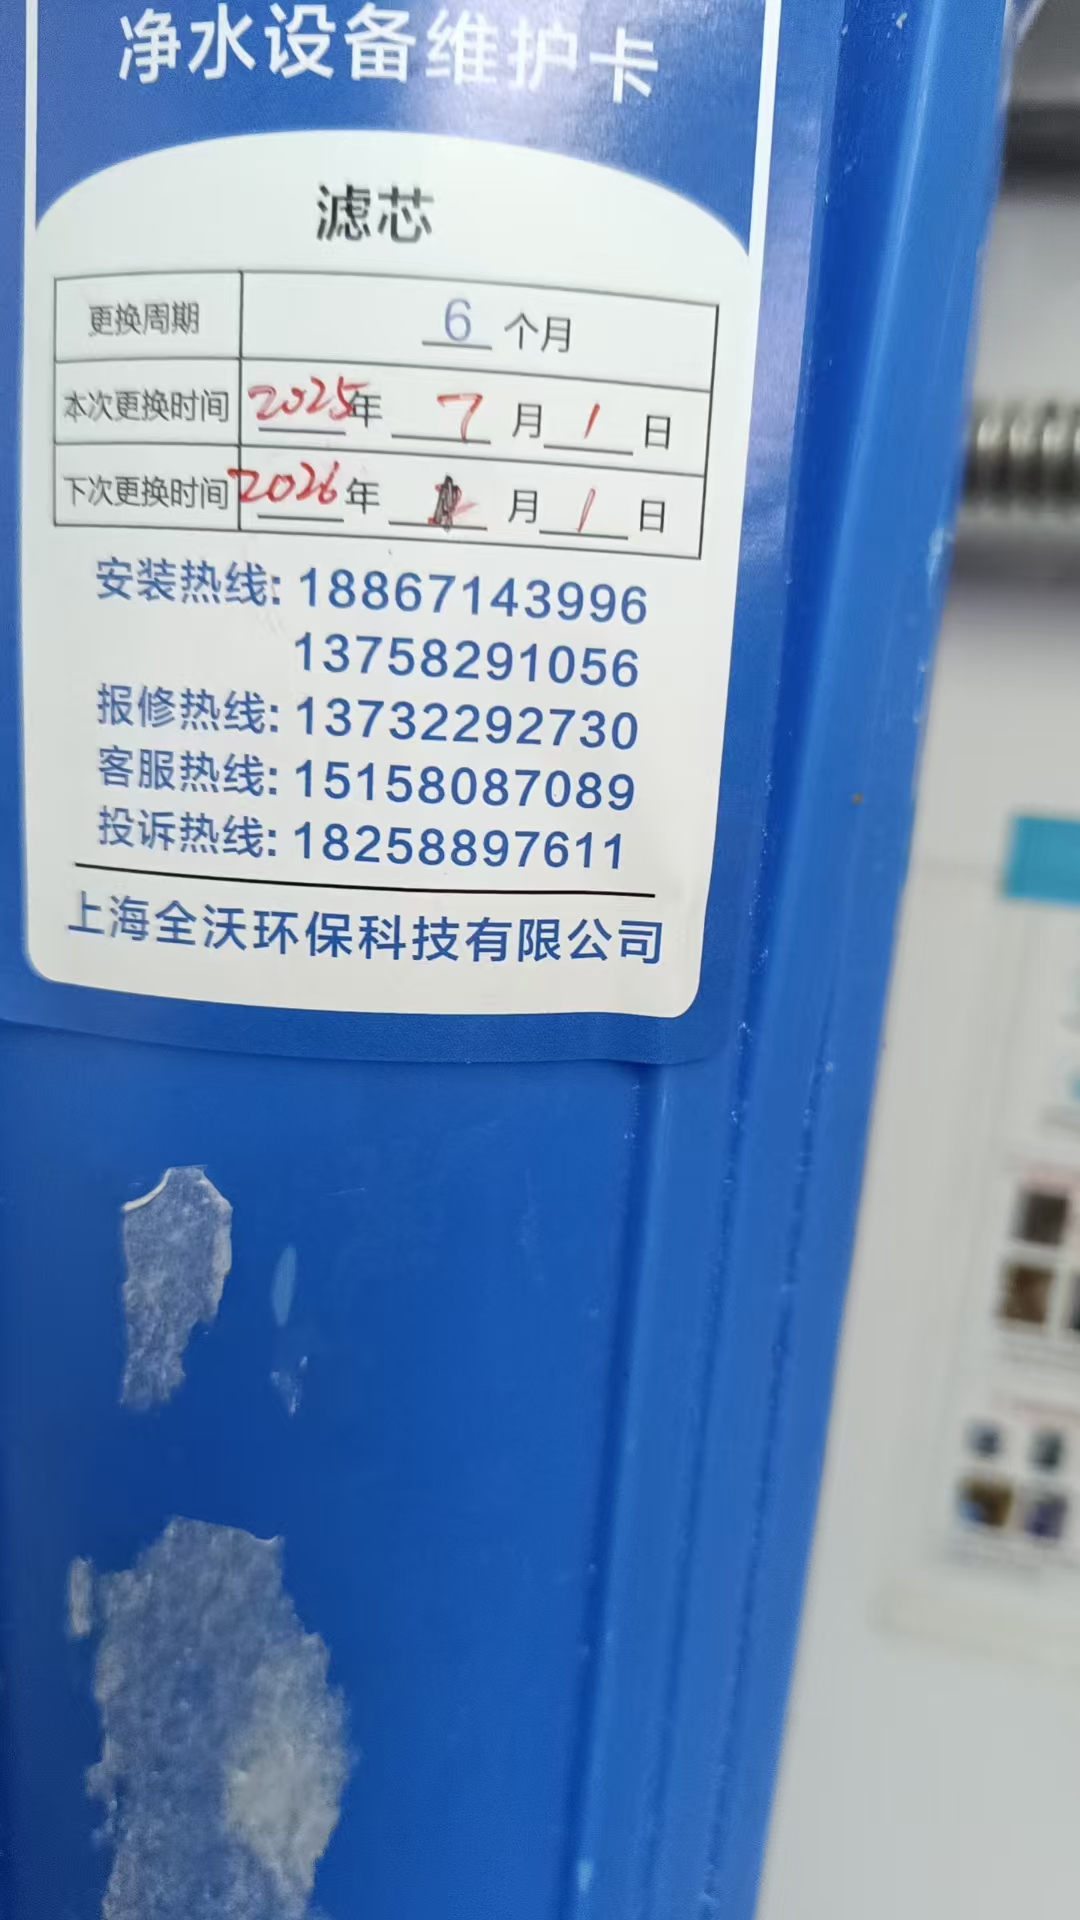 净水设备维护卡
滤芯
更换周期 6 个月
本次更换时间 2025年 7 月 1 日
下次更换时间 2026年 月 1 日
安装热线: 18867143996
13758291056
报修热线: 13732292730
客服热线: 15158087089
投诉热线: 18258897611
上海全沃环保科技有限公司